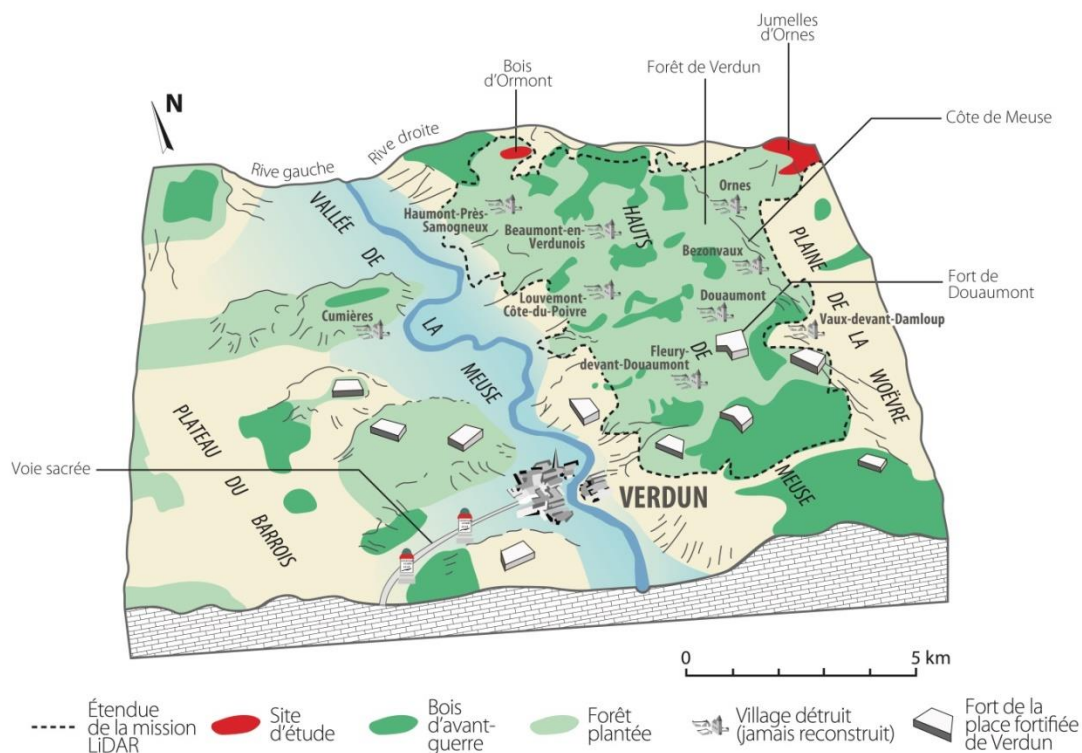 Jumelles
d'Ornes
Bois
d'Ormont
Forêt de Verdun
Côte de Meuse
N
Rive gauche
Rive droite
Ornes
Haumont-Près-
Samogneux
Beaumont-en-
Verdunois
HAUTS
VALLÉE
DE
LA
MEUSE
Bezonvaux
PLAINE
DE
LA
WOËVRE
Fort de
Douaumont
Louvemont-
Côte-du-Poivre
Douaumont
Cumières
Vaux-devant-Damloup
Fleury-
devant-Douaumont
DE
MEUSE
PLATEAU
DU
BARROIS
Voie sacrée
VERDUN
0
5 km
Étendue
de la mission
LiDAR
Site
d'étude
Bois
d'avant-
guerre
Forêt
plantée
Village détruit
(jamais reconstruit)
Fort de la
place fortifiée
de Verdun